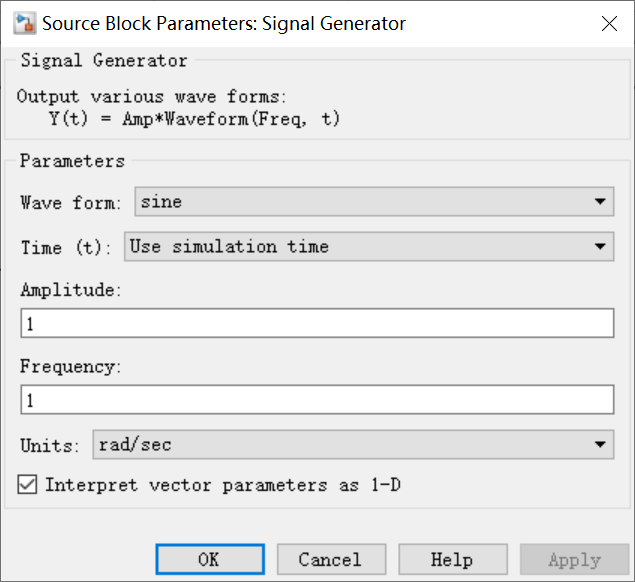 Source Block Parameters: Signal Generator
Signal Generator
Output various wave forms:
Y(t) = Amp*Waveform(Freq, t)
Parameters
Wave form: sine
Time (t): Use simulation time
Amplitude:
1
Frequency:
1
Units: rad/sec
Interpret vector parameters as 1-D
OK Cancel Help Apply